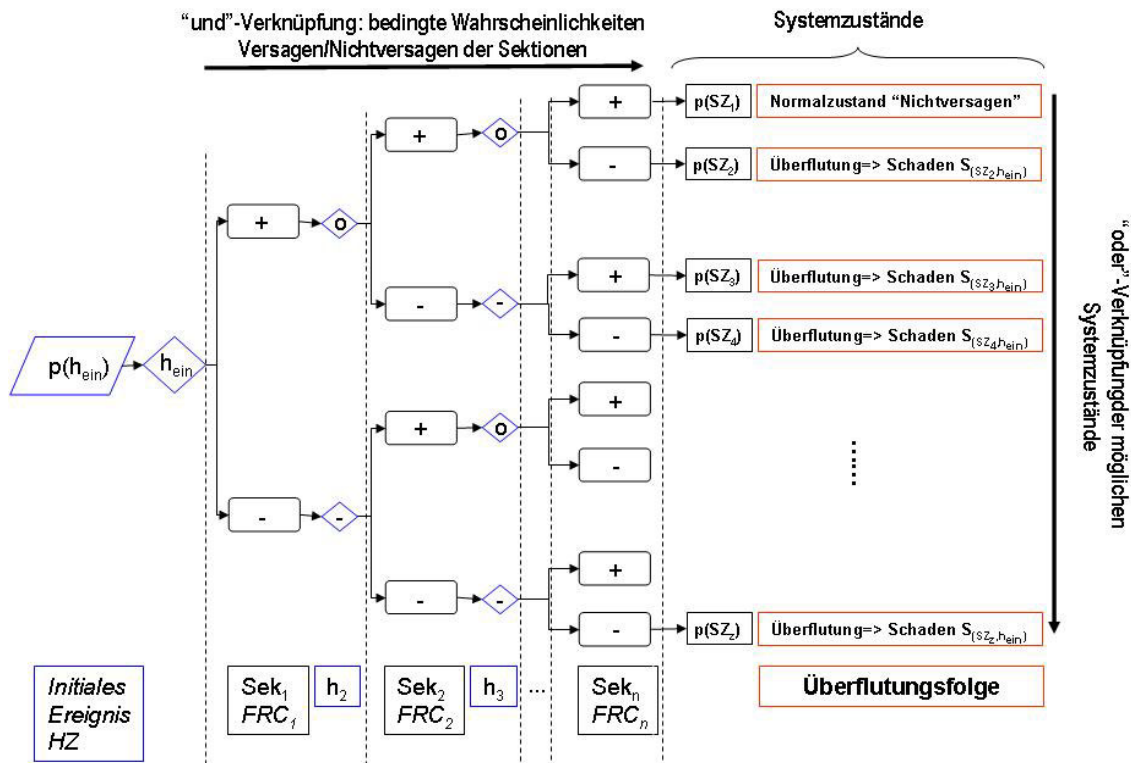 “und”-Verknüpfung: bedingte Wahrscheinlichkeiten
Versagen/Nichtversagen der Sektionen
Systemzustände
+
p(SZ₁)
Normalzustand “Nichtversagen”
+
o
-
p(SZ₂)
Überflutung=> Schaden S(SZ₂,hein)
+
o
+
p(SZ₃)
Überflutung=> Schaden S(SZ₃,hein)
-
-
-
p(SZ₄)
Überflutung=> Schaden S(SZ₄,hein)
p(hein)
hein
+
+
o
-
......
-
-
+
-
-
-
p(SZz)
Überflutung=> Schaden S(SZz,hein)
“oder”-Verknüpfungder möglichen
Systemzustände
Initiales
Ereignis
HZ
Sek₁
FRC₁
h₂
Sek₂
FRC₂
h₃
...
Sekn
FRCn
Überflutungsfolge